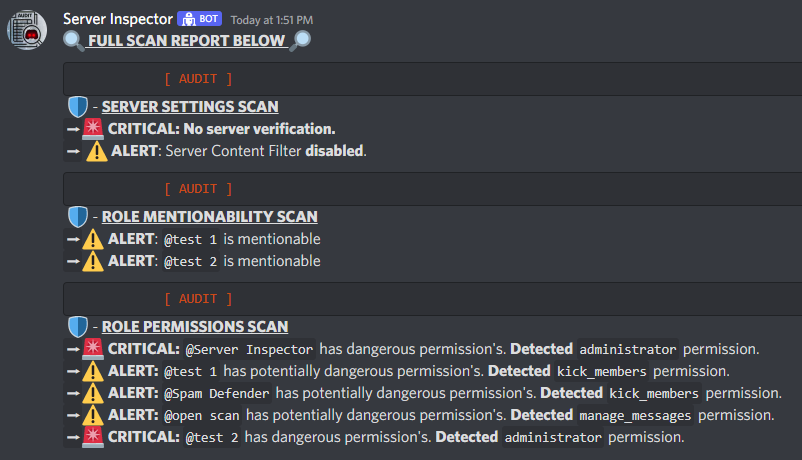 AUDIT
Server Inspector BOT Today at 1:51 PM
FULL SCAN REPORT BELOW
[ AUDIT ]
- SERVER SETTINGS SCAN
→ CRITICAL: No server verification.
→ ALERT: Server Content Filter disabled.
[ AUDIT ]
- ROLE MENTIONABILITY SCAN
→ ALERT: @test 1 is mentionable
→ ALERT: @test 2 is mentionable
[ AUDIT ]
- ROLE PERMISSIONS SCAN
→ CRITICAL: @Server Inspector has dangerous permission's. Detected administrator permission.
→ ALERT: @test 1 has potentially dangerous permission's. Detected kick_members permission.
→ ALERT: @Spam Defender has potentially dangerous permission's. Detected kick_members permission.
→ ALERT: @open scan has potentially dangerous permission's. Detected manage_messages permission.
→ CRITICAL: @test 2 has dangerous permission's. Detected administrator permission.